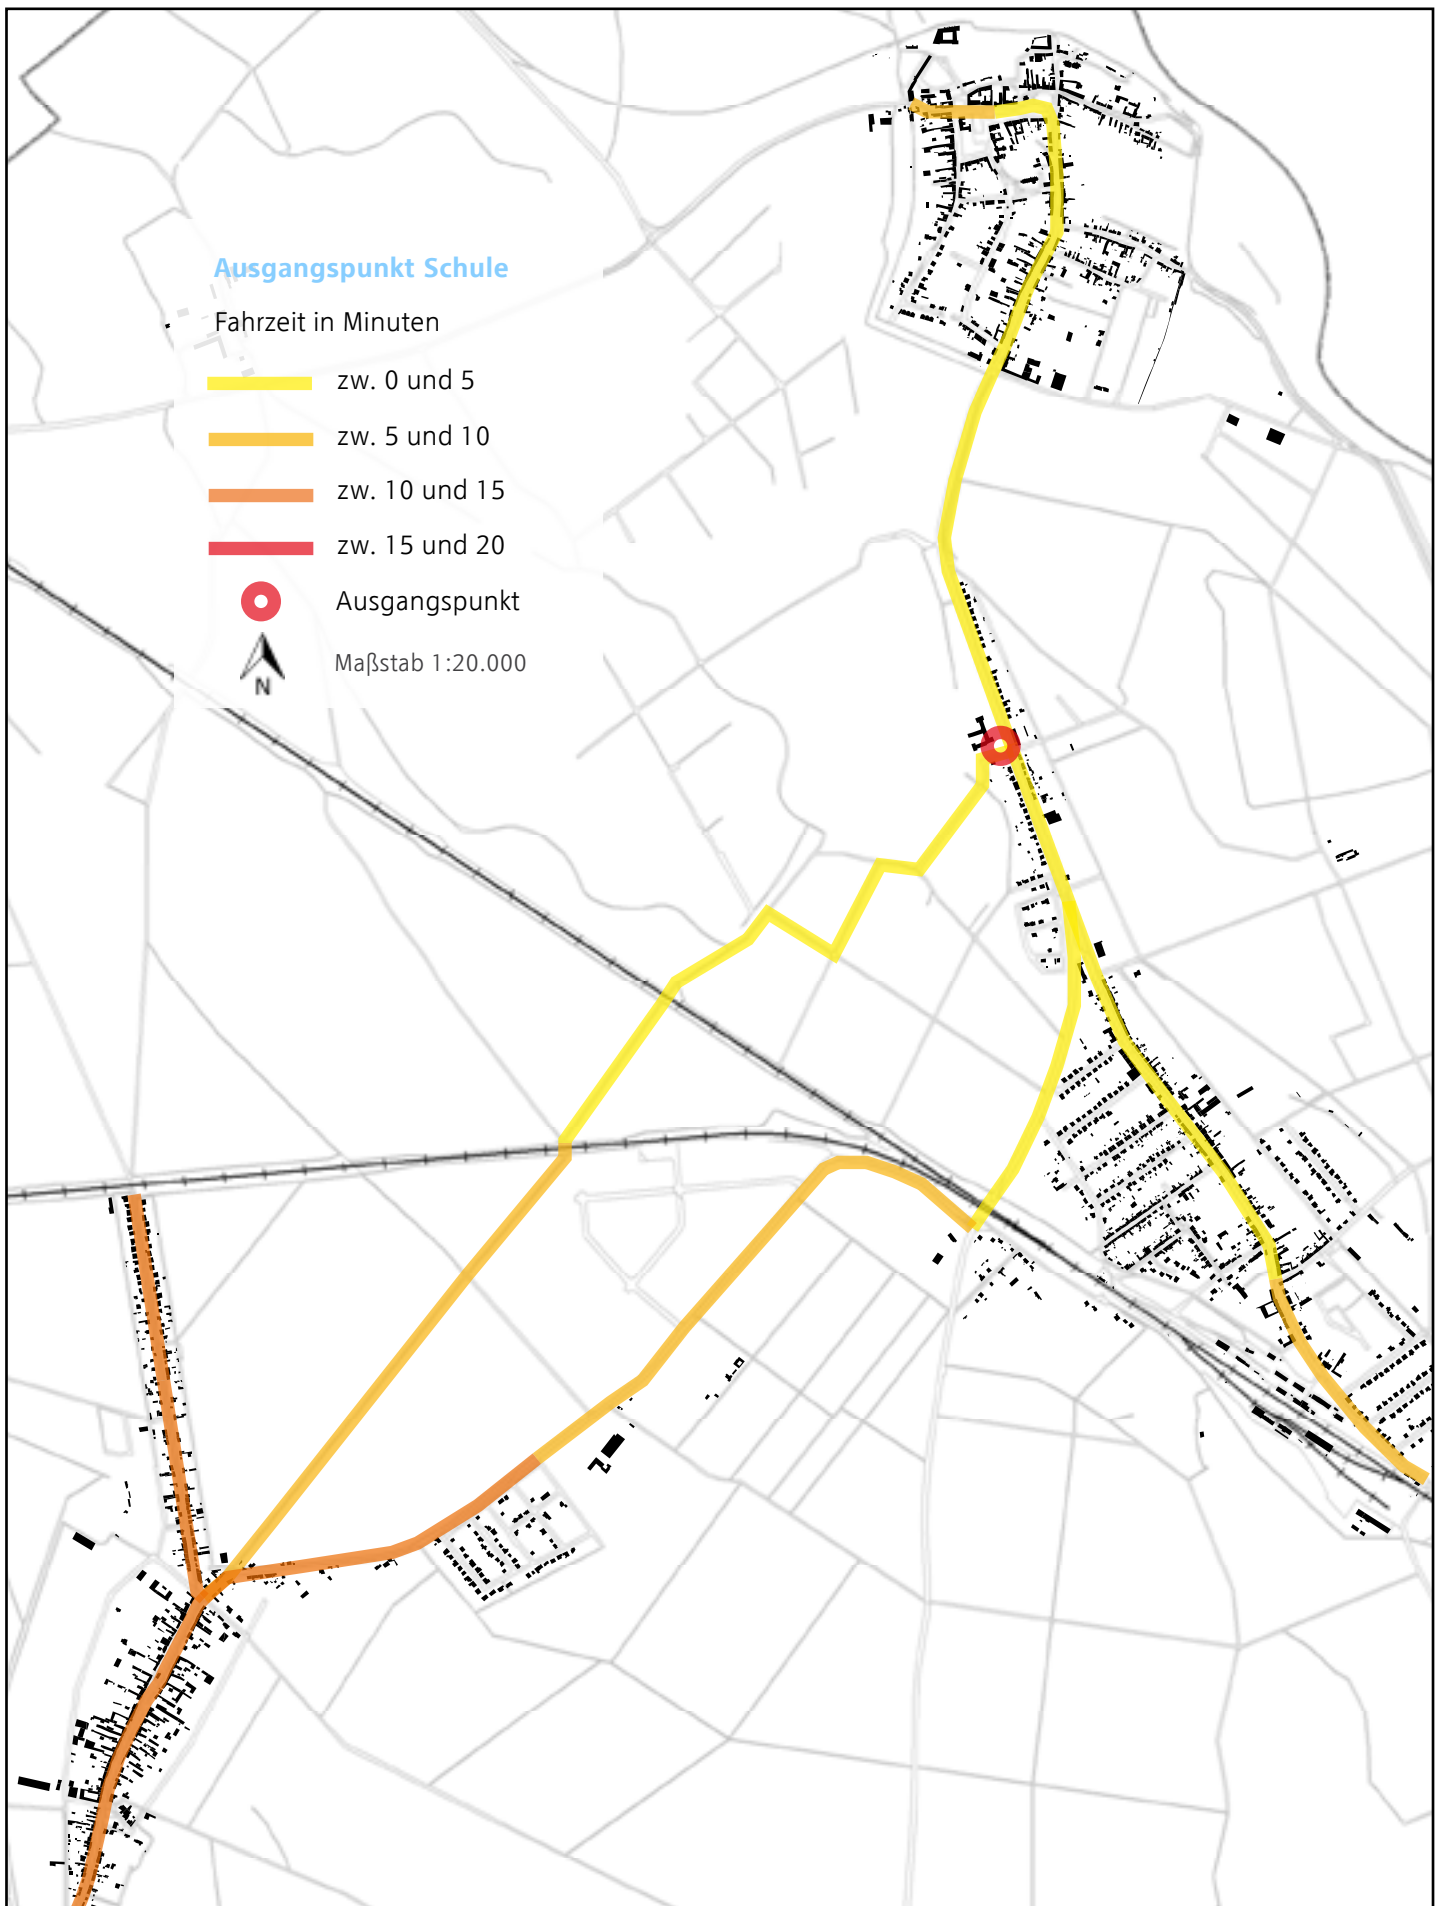 Ausgangspunkt Schule
Fahrzeit in Minuten
zw. 0 und 5
zw. 5 und 10
zw. 10 und 15
zw. 15 und 20
Ausgangspunkt
Maßstab 1:20.000
N